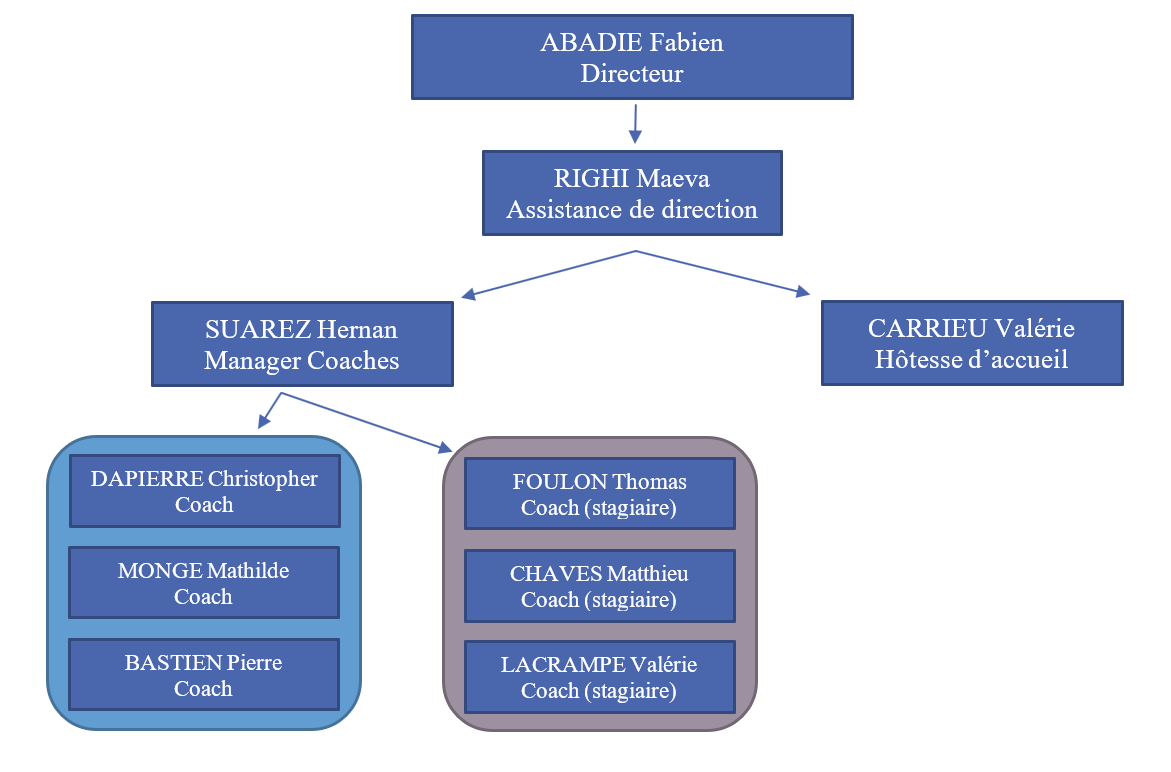 ABADIE Fabien
Directeur
RIGHI Maeva
Assistance de direction
SUAREZ Hernan
Manager Coaches
CARRIEU Valérie
Hôtesse d’accueil
DAPIERRE Christopher
Coach
MONGE Mathilde
Coach
BASTIEN Pierre
Coach
FOULON Thomas
Coach (stagiaire)
CHAVES Matthieu
Coach (stagiaire)
LACRAMPE Valérie
Coach (stagiaire)